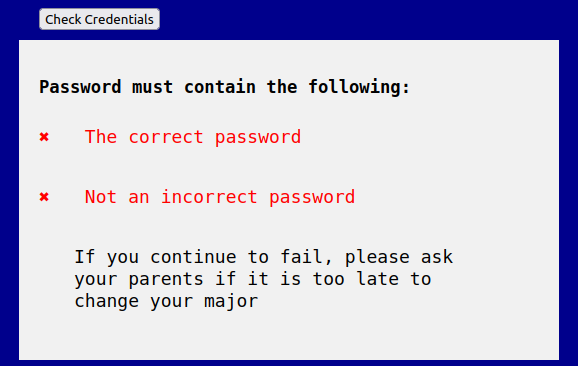 Check Credentials
Password must contain the following:
✖ The correct password
✖ Not an incorrect password
If you continue to fail, please ask
your parents if it is too late to
change your major